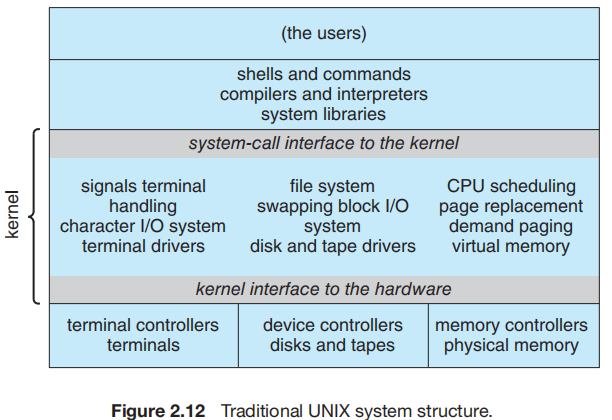 (the users)
shells and commands
compilers and interpreters
system libraries
system-call interface to the kernel
kernel
signals terminal
handling
character I/O system
terminal drivers
file system
swapping block I/O
system
disk and tape drivers
CPU scheduling
page replacement
demand paging
virtual memory
kernel interface to the hardware
terminal controllers
terminals
device controllers
disks and tapes
memory controllers
physical memory
Figure 2.12 Traditional UNIX system structure.